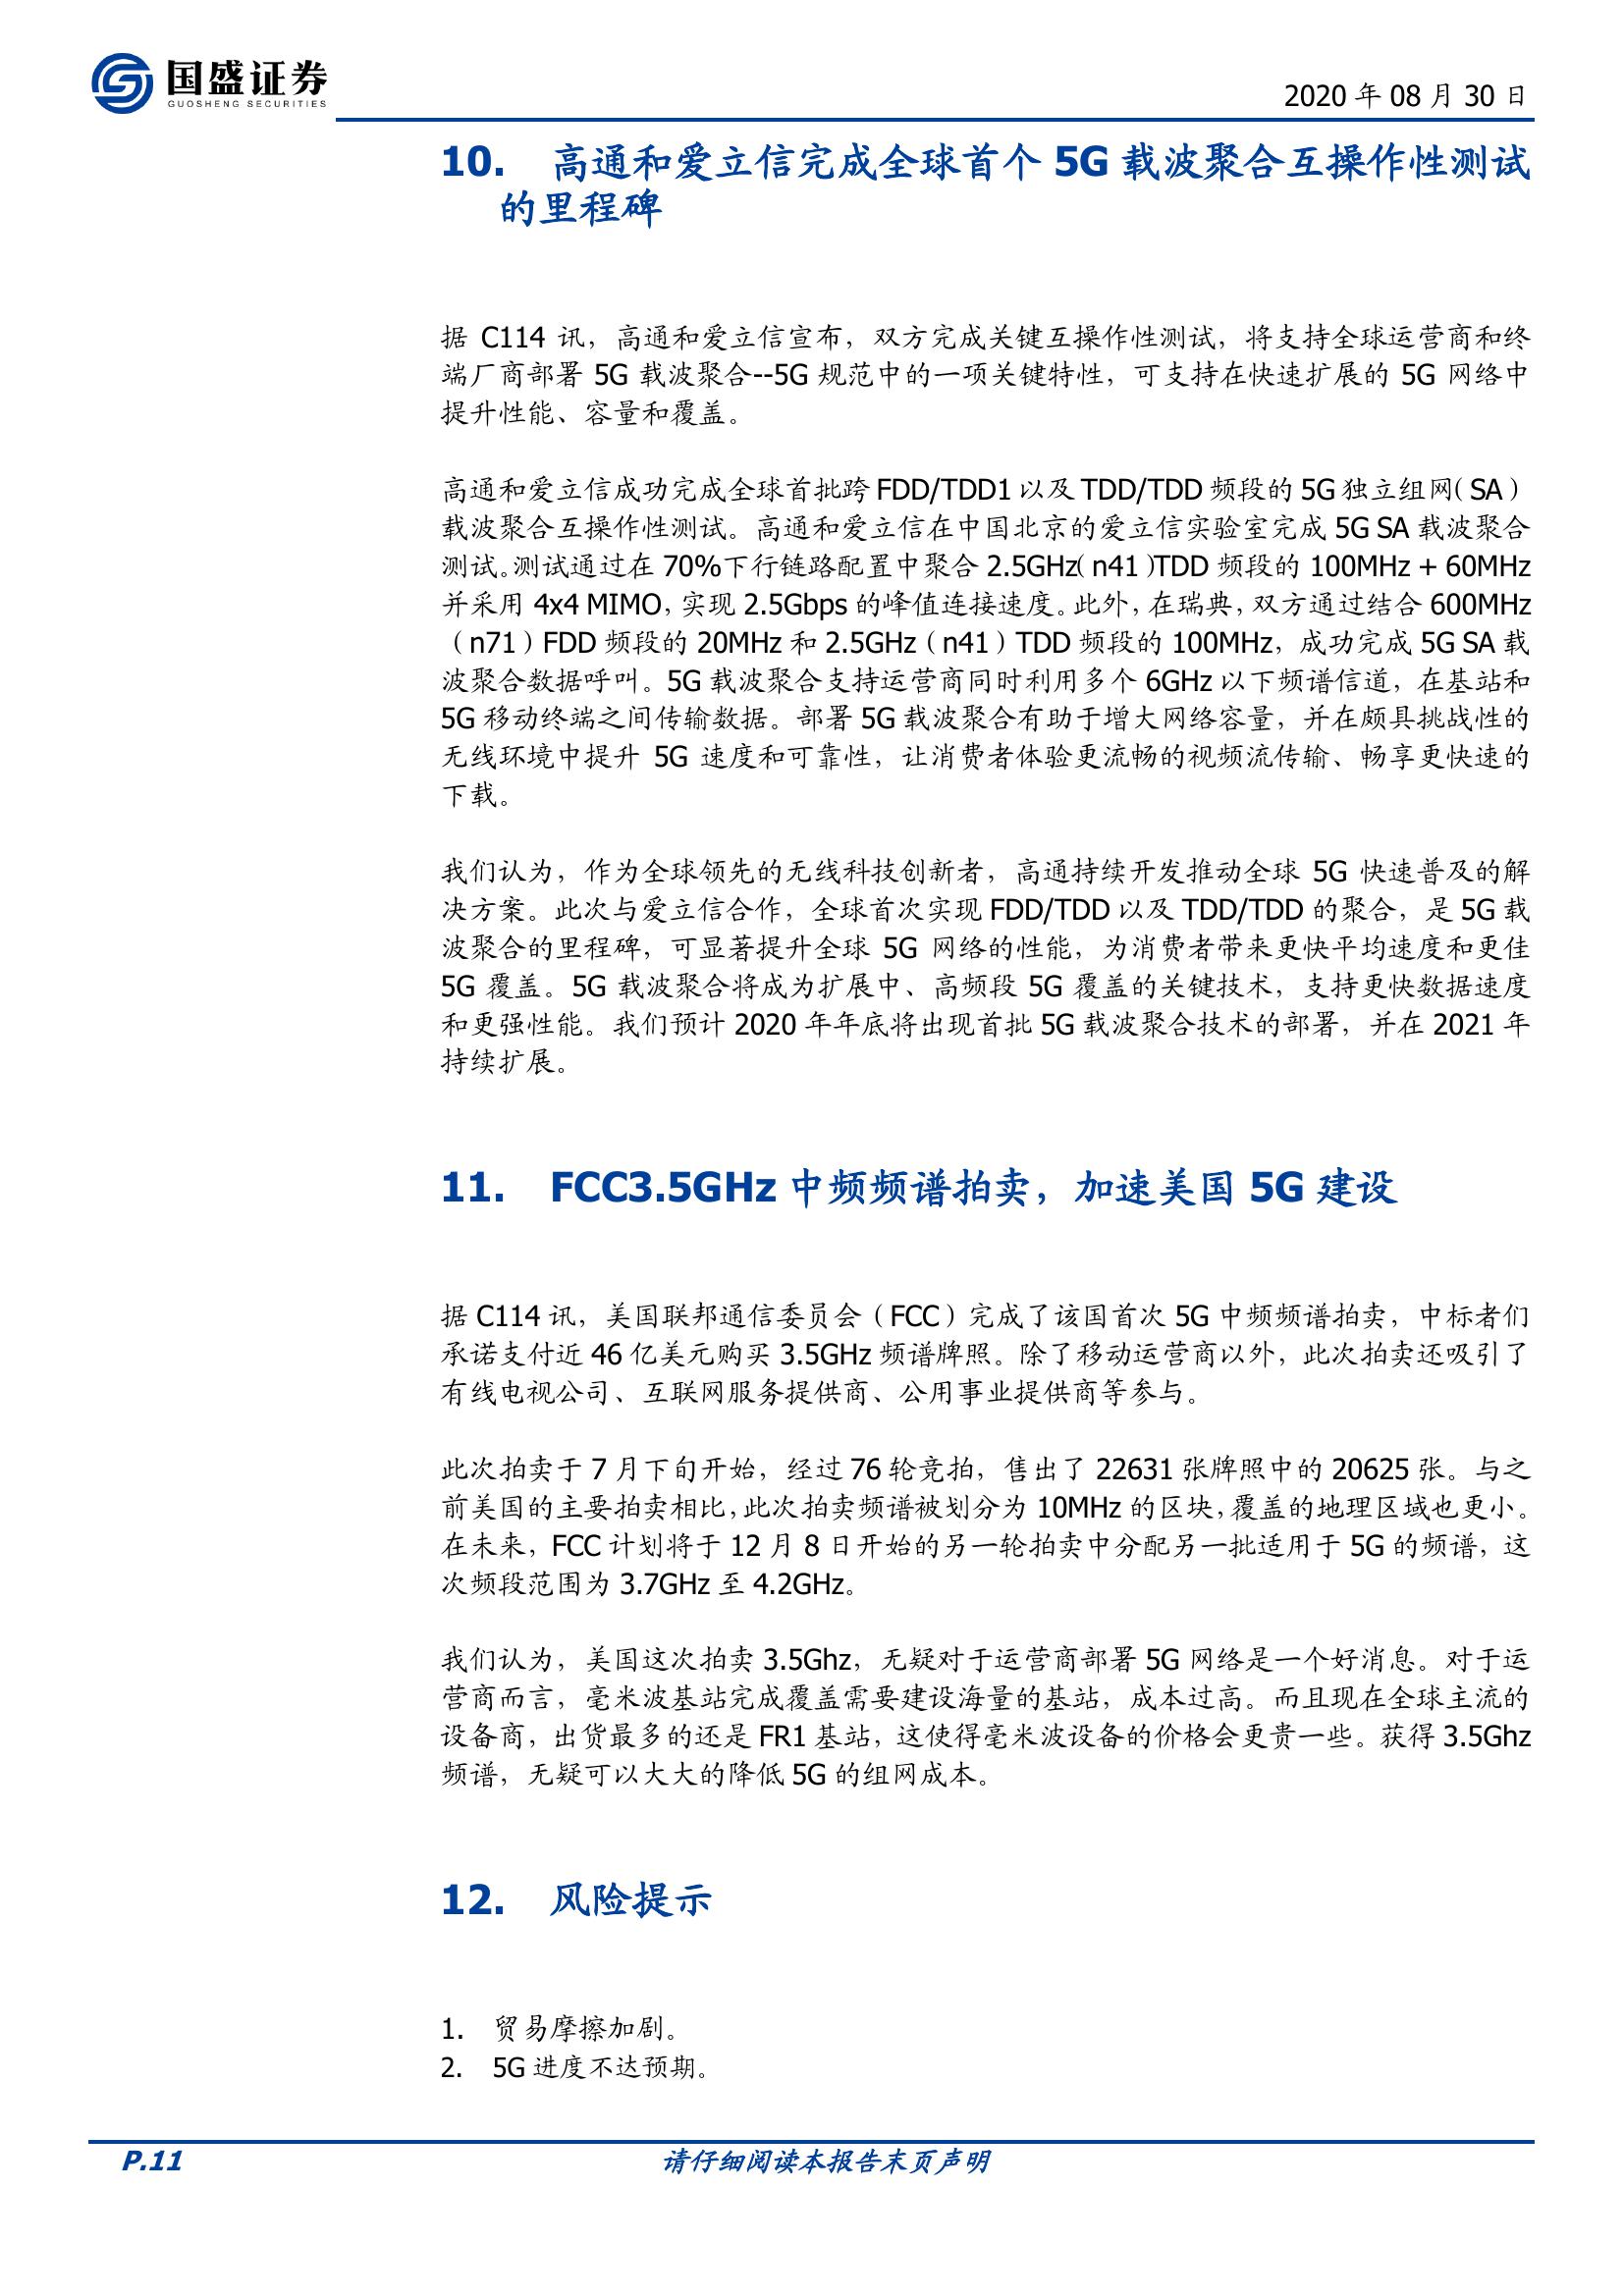 国盛证券
GUOSHENG SECURITIES
2020 年 08 月 30 日
10. 高通和爱立信完成全球首个 5G 载波聚合互操作性测试
的里程碑
据 C114 讯，高通和爱立信宣布，双方完成关键互操作性测试，将支持全球运营商和终
端厂商部署 5G 载波聚合--5G 规范中的一项关键特性，可支持在快速扩展的 5G 网络中
提升性能、容量和覆盖。
高通和爱立信成功完成全球首批跨 FDD/TDD1 以及 TDD/TDD 频段的 5G 独立组网（SA）
载波聚合互操作性测试。高通和爱立信在中国北京的爱立信实验室完成 5G SA 载波聚合
测试。测试通过在 70%下行链路配置中聚合 2.5GHz（n41）TDD 频段的 100MHz + 60MHz
并采用 4x4 MIMO，实现 2.5Gbps 的峰值连接速度。此外，在瑞典，双方通过结合 600MHz
（n71）FDD 频段的 20MHz 和 2.5GHz（n41）TDD 频段的 100MHz，成功完成 5G SA 载
波聚合数据呼叫。5G 载波聚合支持运营商同时利用多个 6GHz 以下频谱信道，在基站和
5G 移动终端之间传输数据。部署 5G 载波聚合有助于增大网络容量，并在颇具挑战性的
无线环境中提升 5G 速度和可靠性，让消费者体验更流畅的视频流传输、畅享更快速的
下载。
我们认为，作为全球领先的无线科技创新者，高通持续开发推动全球 5G 快速普及的解
决方案。此次与爱立信合作，全球首次实现 FDD/TDD 以及 TDD/TDD 的聚合，是 5G 载
波聚合的里程碑，可显著提升全球 5G 网络的性能，为消费者带来更快平均速度和更佳
5G 覆盖。5G 载波聚合将成为扩展中、高频段 5G 覆盖的关键技术，支持更快数据速度
和更强性能。我们预计 2020 年年底将出现首批 5G 载波聚合技术的部署，并在 2021 年
持续扩展。
11. FCC3.5GHz 中频频谱拍卖，加速美国 5G 建设
据 C114 讯，美国联邦通信委员会（FCC）完成了该国首次 5G 中频频谱拍卖，中标者们
承诺支付近 46 亿美元购买 3.5GHz 频谱牌照。除了移动运营商以外，此次拍卖还吸引了
有线电视公司、互联网服务提供商、公用事业提供商等参与。
此次拍卖于 7 月下旬开始，经过 76 轮竞拍，售出了 22631 张牌照中的 20625 张。与之
前美国的主要拍卖相比，此次拍卖频谱被划分为 10MHz 的区块，覆盖的地理区域也更小。
在未来，FCC 计划将于 12 月 8 日开始的另一轮拍卖中分配另一批适用于 5G 的频谱，这
次频段范围为 3.7GHz 至 4.2GHz。
我们认为，美国这次拍卖 3.5Ghz，无疑对于运营商部署 5G 网络是一个好消息。对于运
营商而言，毫米波基站完成覆盖需要建设海量的基站，成本过高。而且现在全球主流的
设备商，出货最多的还是 FR1 基站，这使得毫米波设备的价格会更贵一些。获得 3.5Ghz
频谱，无疑可以大大的降低 5G 的组网成本。
12. 风险提示
1. 贸易摩擦加剧。
2. 5G 进度不达预期。
P.11 请仔细阅读本报告末页声明